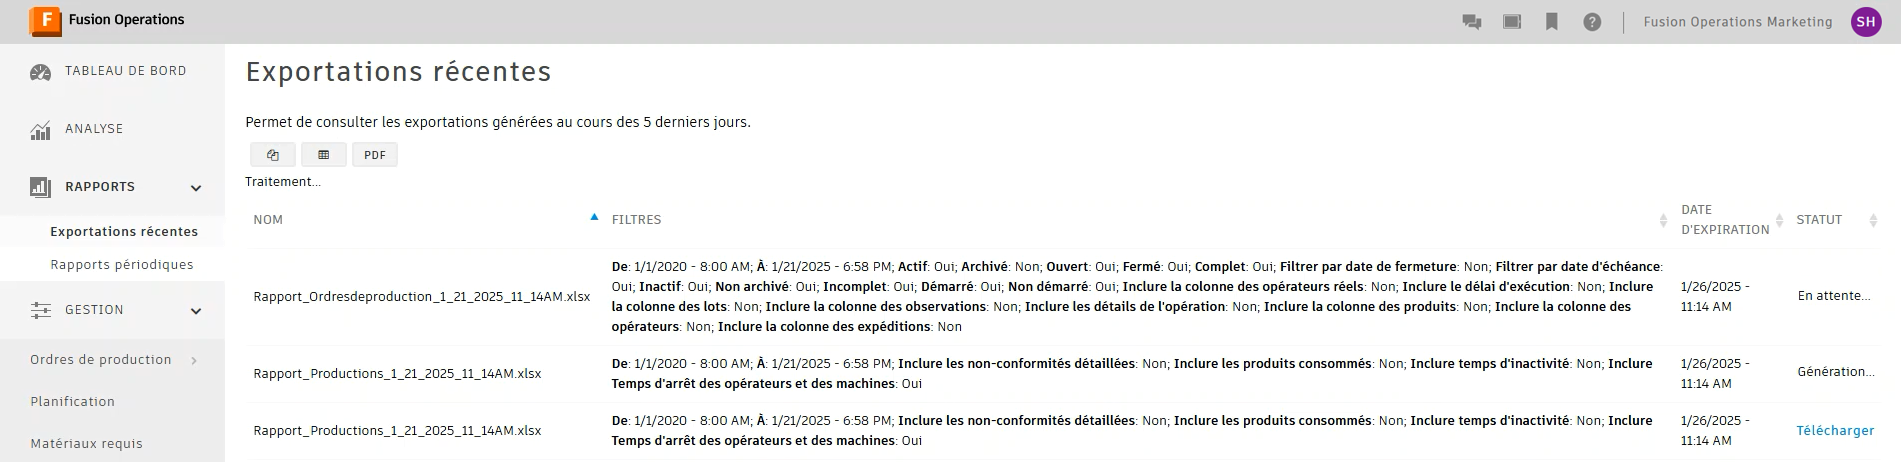 F Fusion Operations
Fusion Operations Marketing SH
TABLEAU DE BORD
ANALYSE
RAPPORTS
Exportations récentes
Rapports périodiques
GESTION
Ordres de production
Planification
Matériaux requis
Exportations récentes
Permet de consulter les exportations générées au cours des 5 derniers jours.
PDF
Traitement...
NOM FILTRES DATE D'EXPIRATION STATUT
Rapport_Ordresdeproduction_1_21_2025_11_14AM.xlsx
De: 1/1/2020 - 8:00 AM; À: 1/21/2025 - 6:58 PM; Actif: Oui; Archivé: Non; Ouvert: Oui; Fermé: Oui; Complet: Oui; Filtrer par date de fermeture: Non; Filtrer par date d'échéance:
Oui; Inactif: Oui; Non archivé: Oui; Incomplet: Oui; Démarré: Oui; Non démarré: Oui; Inclure la colonne des opérateurs réels: Non; Inclure le délai d'exécution: Non; Inclure
la colonne des lots: Non; Inclure la colonne des observations: Non; Inclure les détails de l'opération: Non; Inclure la colonne des produits: Non; Inclure la colonne des
opérateurs: Non; Inclure la colonne des expéditions: Non
1/26/2025 -
11:14 AM
En attente...
Rapport_Productions_1_21_2025_11_14AM.xlsx
De: 1/1/2020 - 8:00 AM; À: 1/21/2025 - 6:58 PM; Inclure les non-conformités détaillées: Non; Inclure les produits consommés: Non; Inclure temps d'inactivité: Non; Inclure
Temps d'arrêt des opérateurs et des machines: Oui
1/26/2025 -
11:14 AM
Génération...
Rapport_Productions_1_21_2025_11_14AM.xlsx
De: 1/1/2020 - 8:00 AM; À: 1/21/2025 - 6:58 PM; Inclure les non-conformités détaillées: Non; Inclure les produits consommés: Non; Inclure temps d'inactivité: Non; Inclure
Temps d'arrêt des opérateurs et des machines: Oui
1/26/2025 -
11:14 AM
Télécharger